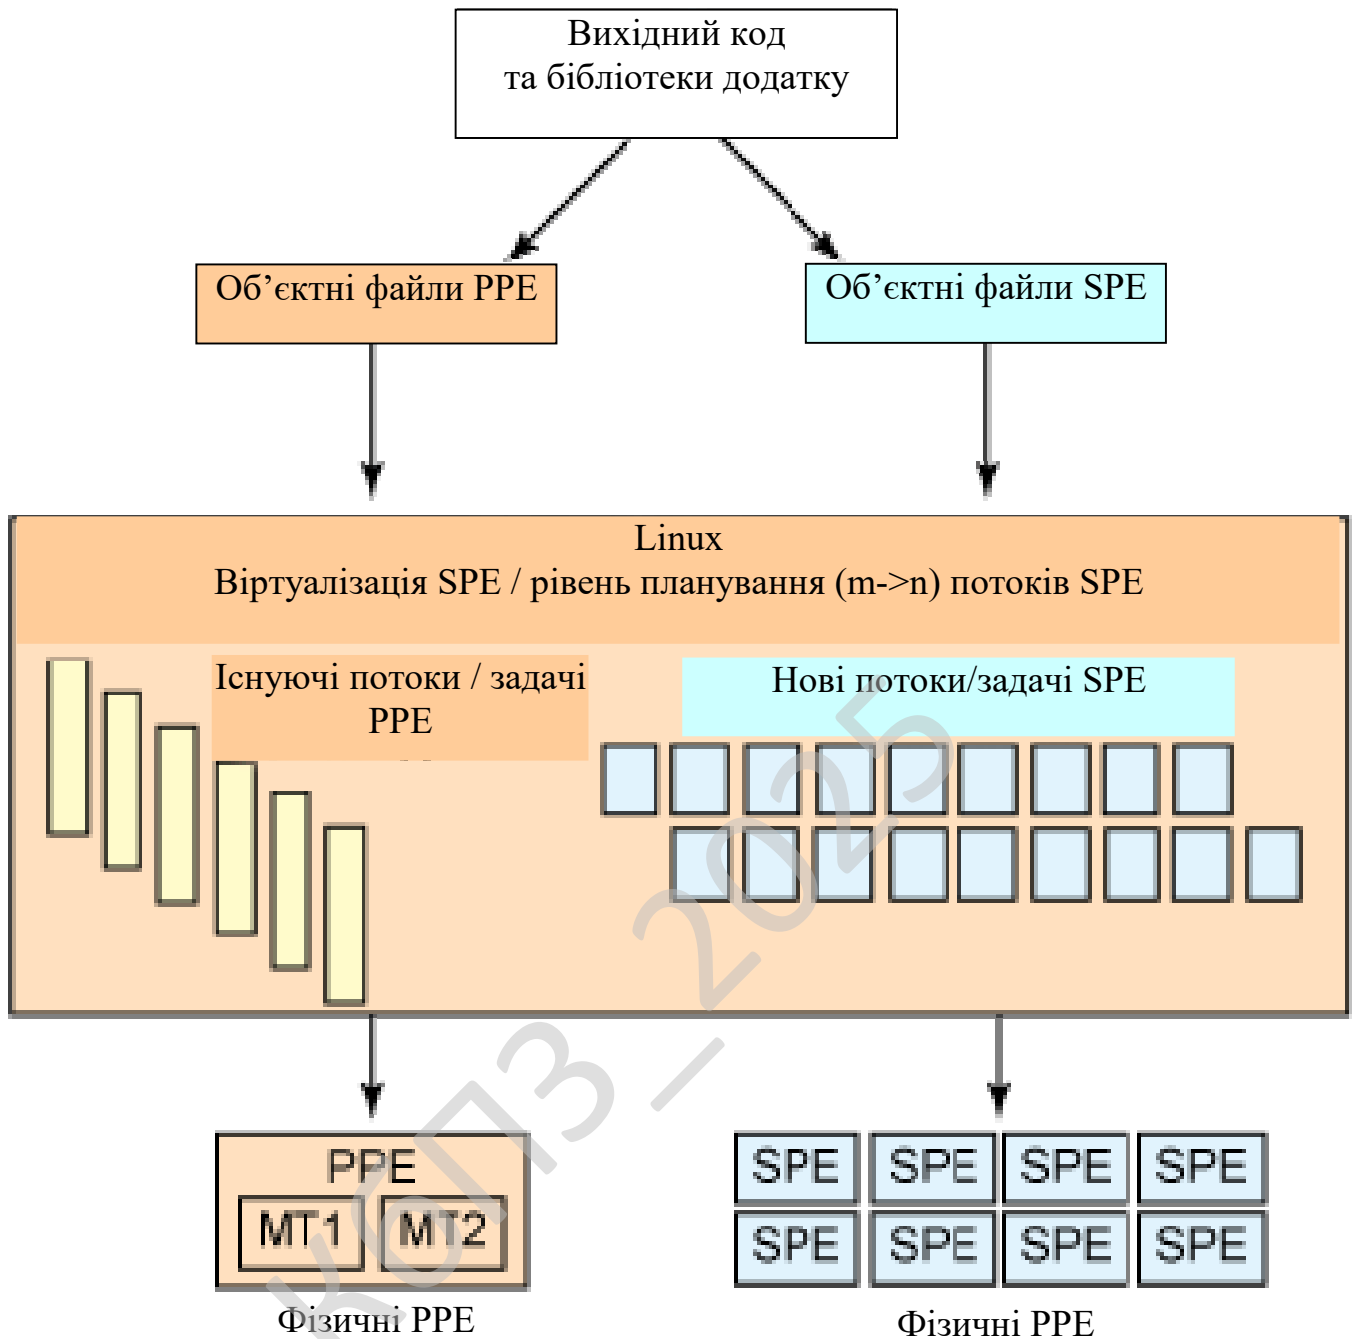 Вихідний код
та бібліотеки додатку
Об’єктні файли PPE
Об’єктні файли SPE
Linux
Віртуалізація SPE / рівень планування (m->n) потоків SPE
Існуючі потоки / задачі
PPE
Нові потоки/задачі SPE
PPE
MT1 MT2
SPE SPE SPE SPE
SPE SPE SPE SPE
Фізичні PPE
Фізичні PPE
КбПЗ_2025